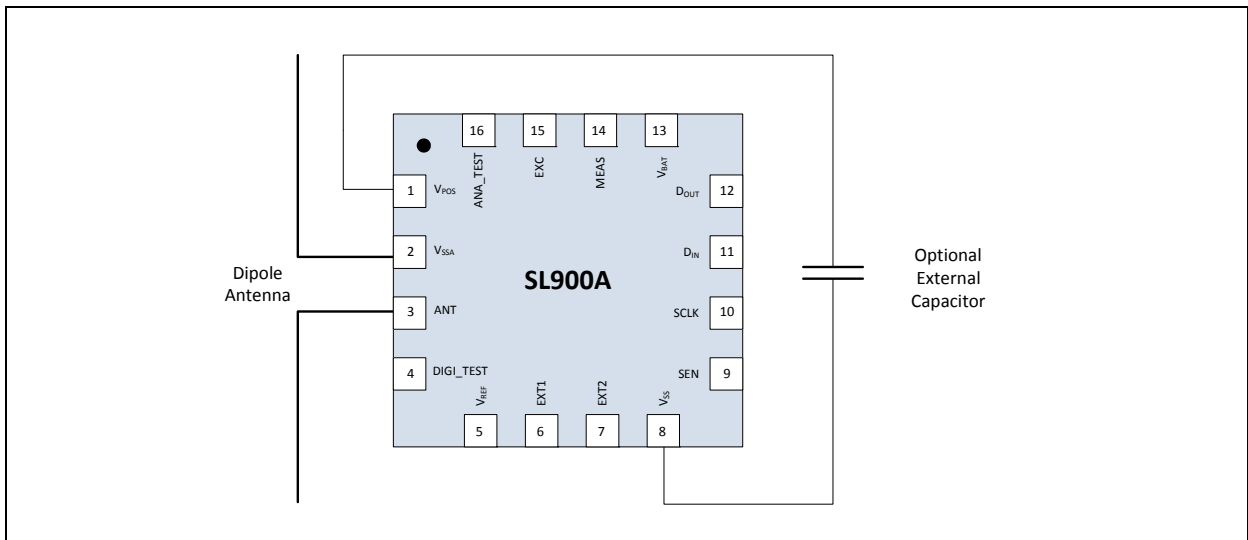 16
15
14
13
ANA_TEST
EXC
MEAS
VBAT
1
VPOS
DOUT
12
2
VSSA
DIN
11
Dipole
Antenna
SL900A
Optional
External
Capacitor
3
ANT
SCLK
10
4
DIGI_TEST
SEN
9
VREF
EXT1
EXT2
VSS
5
6
7
8